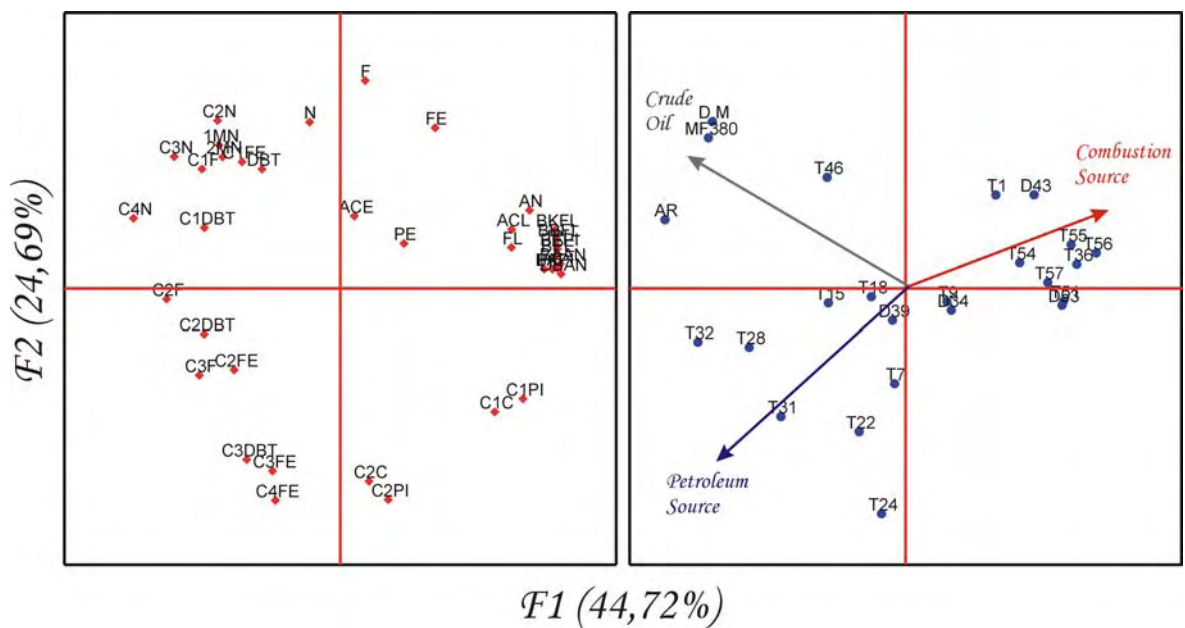 F2 (24,69%)
F
C2N
N
FE
1MN
C3N
2MN
C1FE
C1F
DBT
C4N
ACE
AN
C1DBT
ACL
BKFL
PE
FL
C2F
C2DBT
C3F
C2FE
C1PI
C1C
C3DBT
C3FE
C2C
C4FE
C2PI
Crude
Oil
D,M
MF380
Combustion
Source
T46
T1
D43
AR
T55
T56
T54
T36
T57
T18
T15
T9
D34
D39
T32
T28
T7
T31
T22
Petroleum
Source
T24
F1 (44,72%)